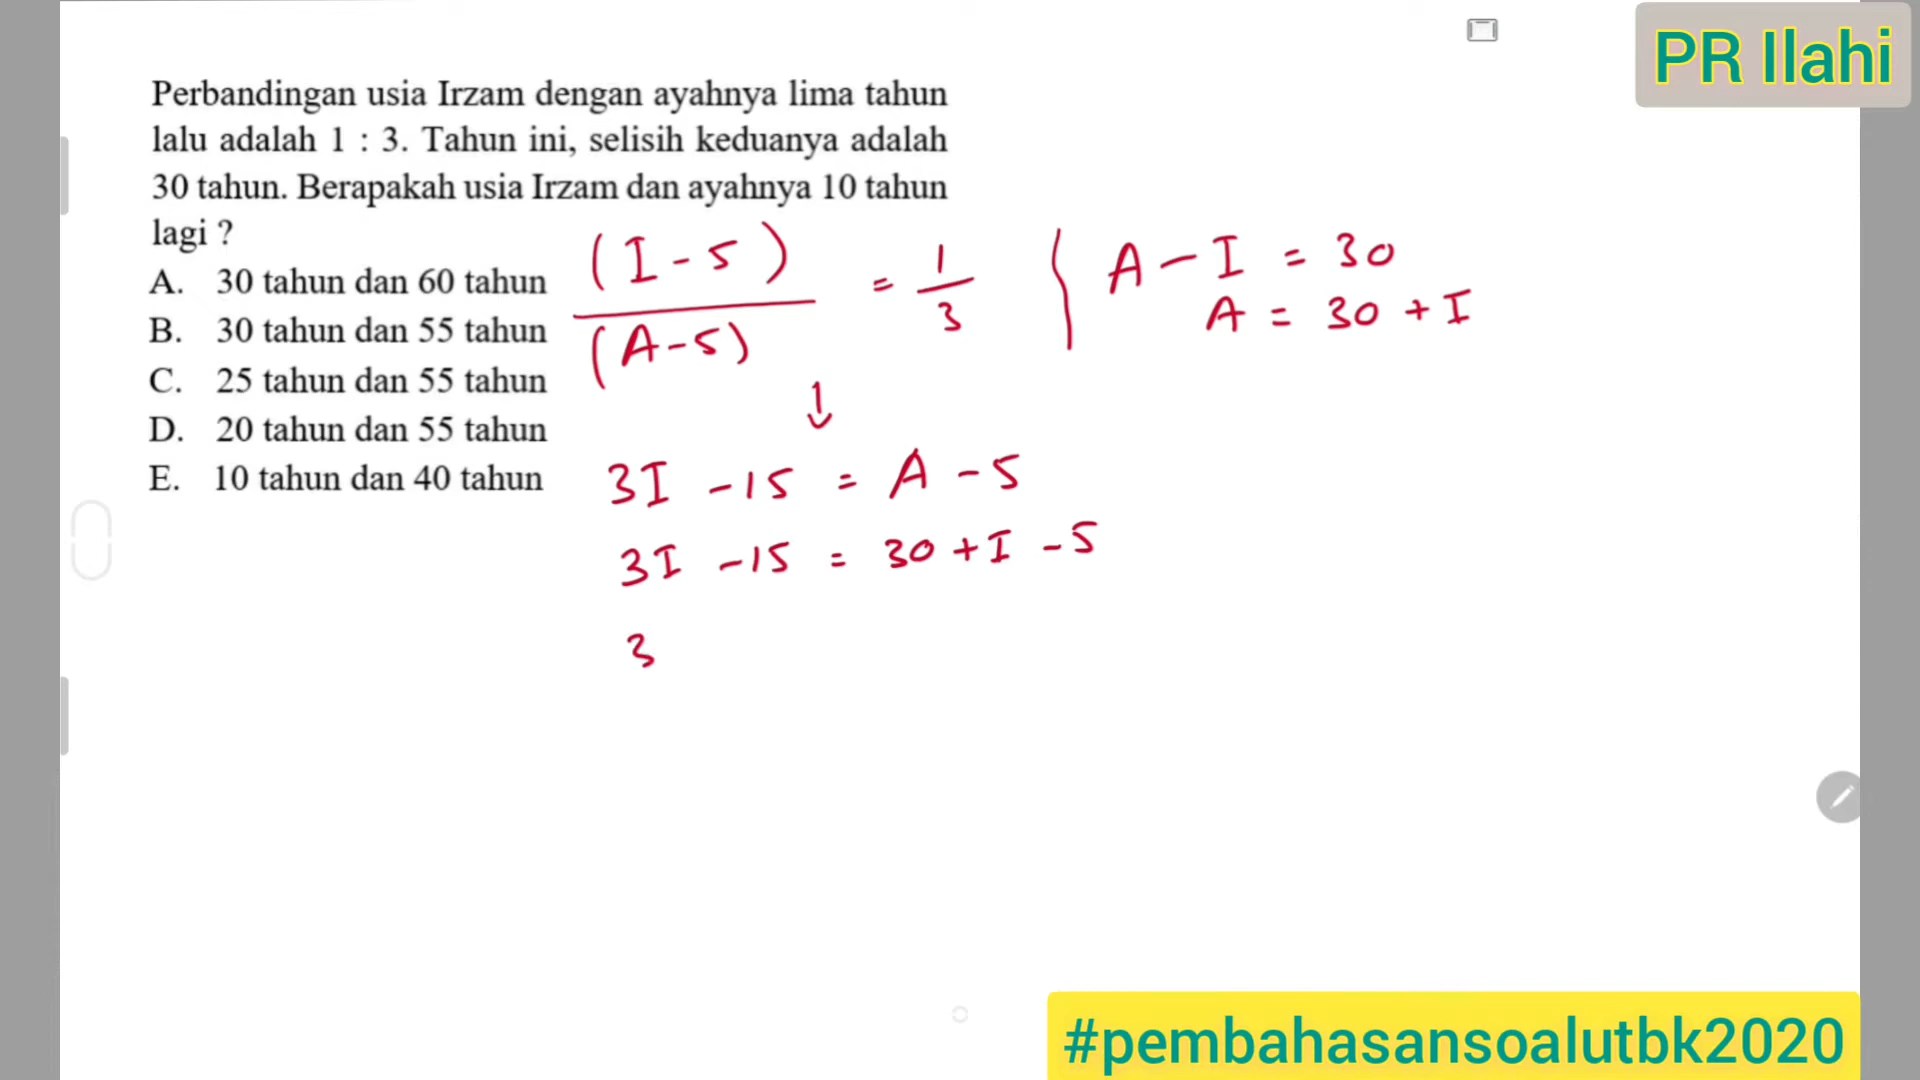 PR Ilahi
Perbandingan usia Irzam dengan ayahnya lima tahun
lalu adalah 1 : 3. Tahun ini, selisih keduanya adalah
30 tahun. Berapakah usia Irzam dan ayahnya 10 tahun
lagi ?
A. 30 tahun dan 60 tahun
B. 30 tahun dan 55 tahun
C. 25 tahun dan 55 tahun
D. 20 tahun dan 55 tahun
E. 10 tahun dan 40 tahun
(I - 5) / (A - 5) = 1/3
A - I = 30
A = 30 + I
3I - 15 = A - 5
3I - 15 = 30 + I - 5
3
#pembahasansoalutbk2020